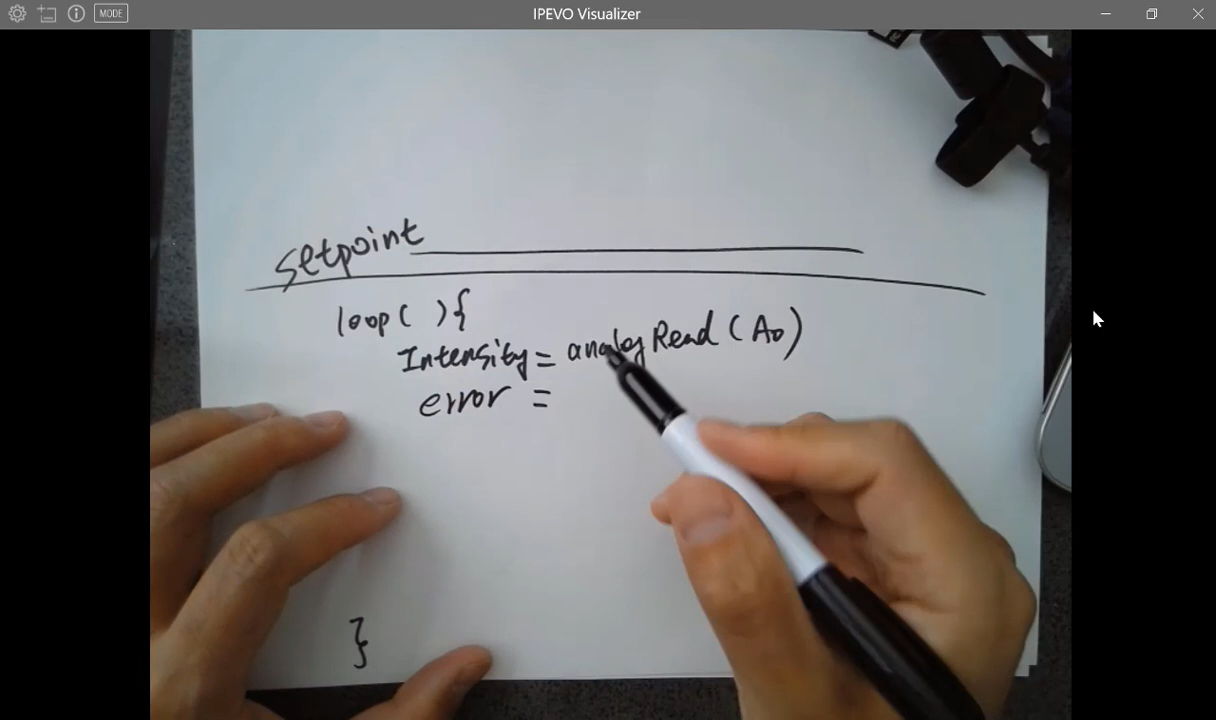 IPEVO Visualizer
MODE
setpoint
loop( ){
Intensity = analogRead(A0)
error =
}